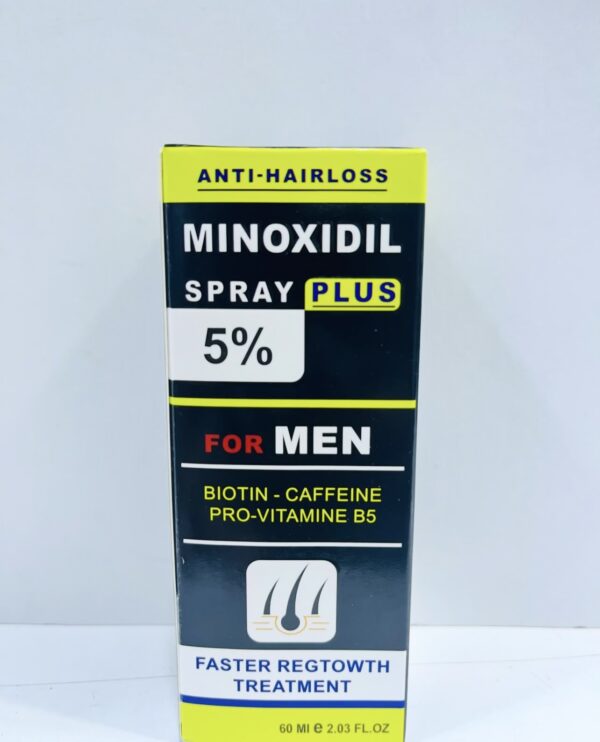 ANTI-HAIRLOSS
MINOXIDIL
SPRAY PLUS
5%
FOR MEN
BIOTIN - CAFFEINE
PRO-VITAMINE B5
FASTER REGTOWTH
TREATMENT
60 Ml e 2.03 FL.OZ